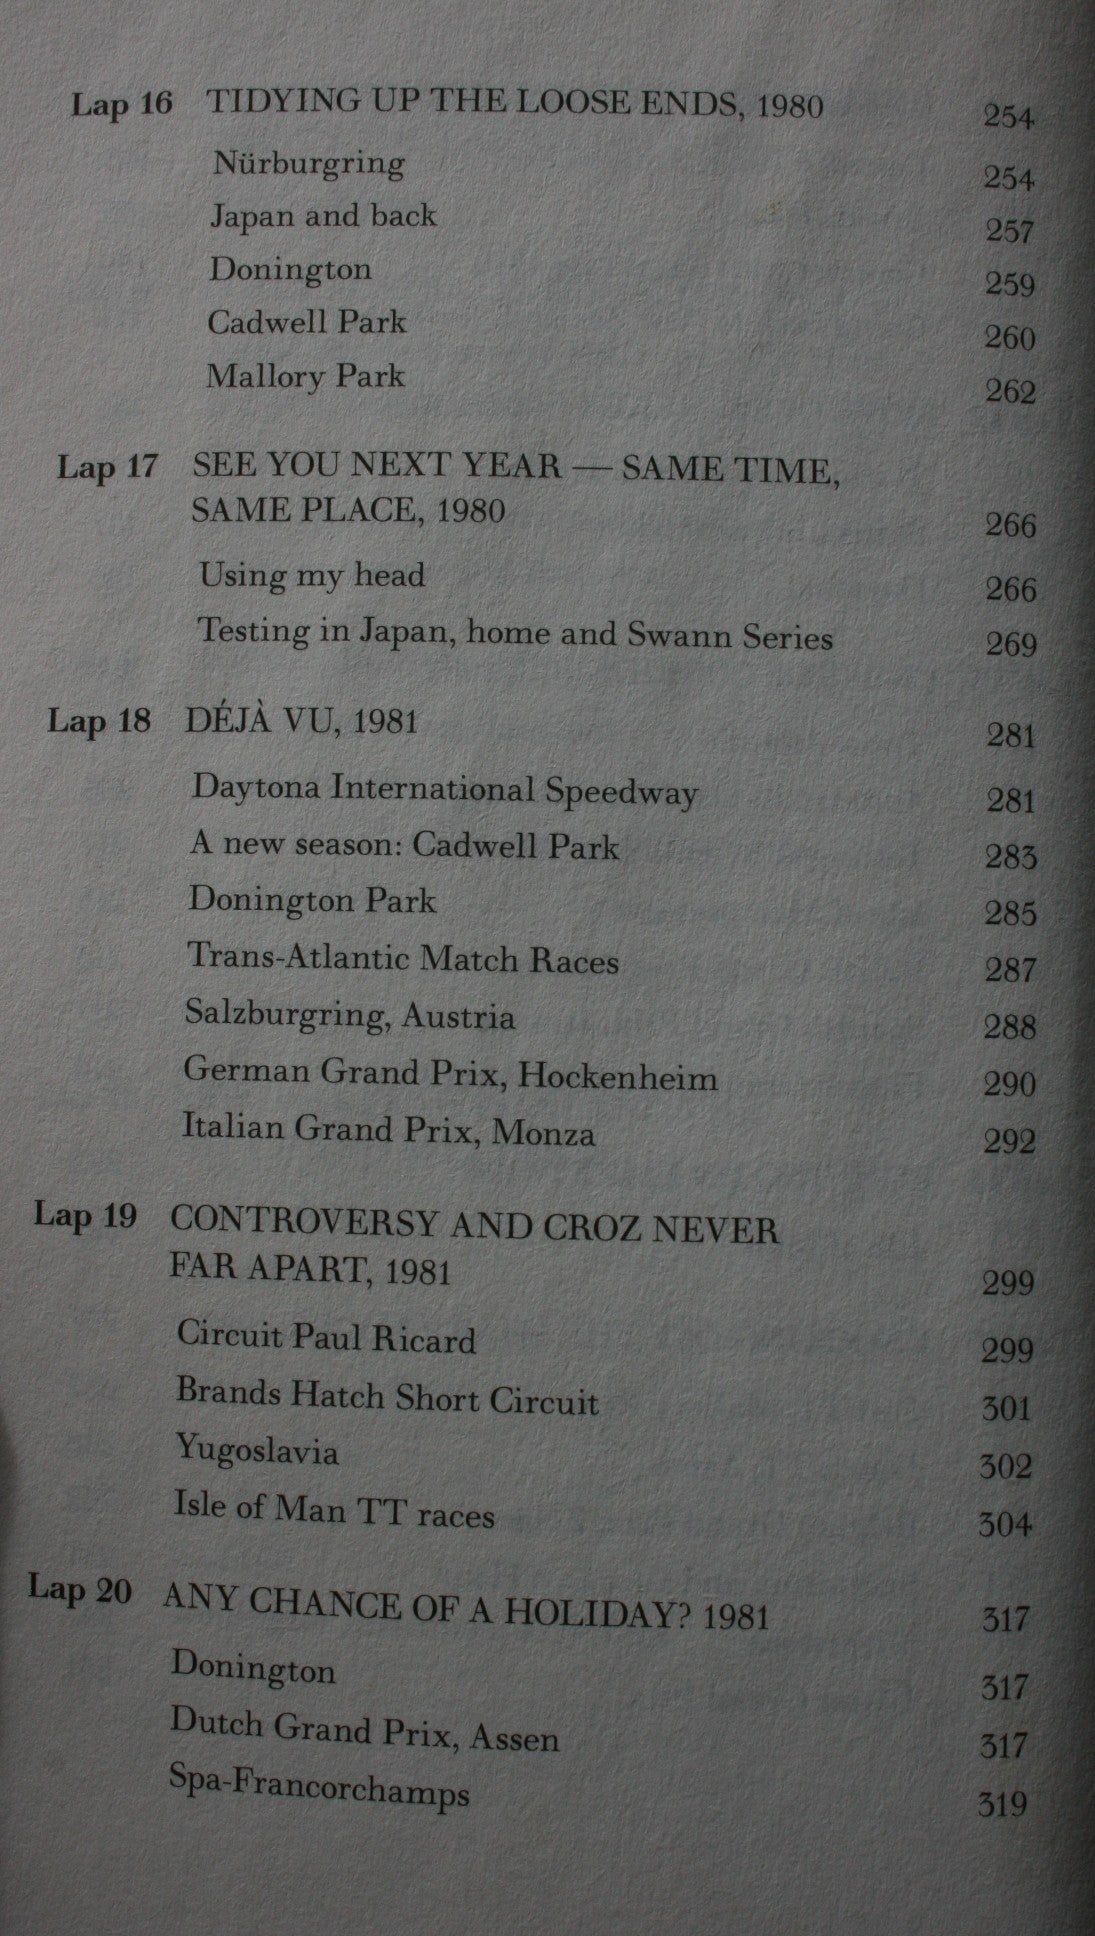 Lap 16 TIDYING UP THE LOOSE ENDS, 1980 254
Nürburgring 254
Japan and back 257
Donington 259
Cadwell Park 260
Mallory Park 262
Lap 17 SEE YOU NEXT YEAR — SAME TIME,
SAME PLACE, 1980 266
Using my head 266
Testing in Japan, home and Swann Series 269
Lap 18 DÉJÀ VU, 1981 281
Daytona International Speedway 281
A new season: Cadwell Park 283
Donington Park 285
Trans-Atlantic Match Races 287
Salzburgring, Austria 288
German Grand Prix, Hockenheim 290
Italian Grand Prix, Monza 292
Lap 19 CONTROVERSY AND CROZ NEVER
FAR APART, 1981 299
Circuit Paul Ricard 299
Brands Hatch Short Circuit 301
Yugoslavia 302
Isle of Man TT races 304
Lap 20 ANY CHANCE OF A HOLIDAY? 1981 317
Donington 317
Dutch Grand Prix, Assen 317
Spa-Francorchamps 319